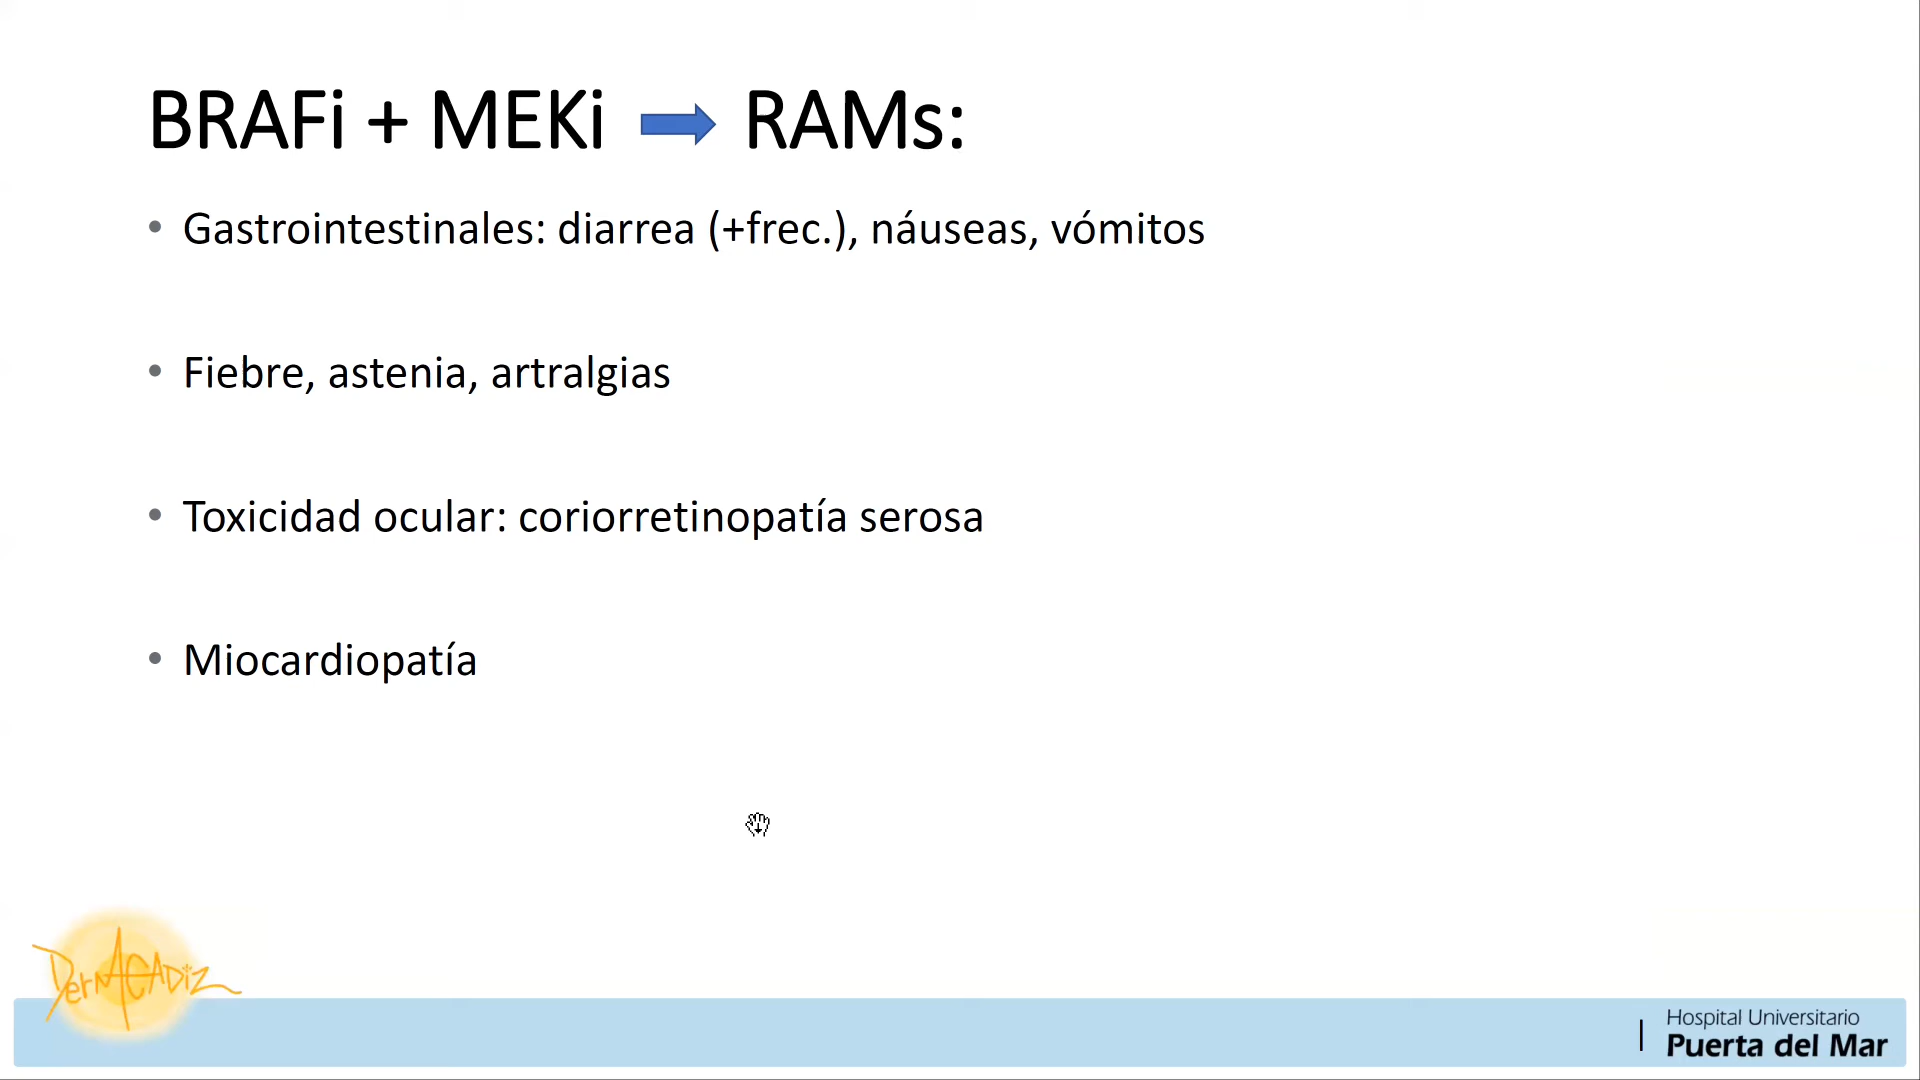 BRAFi + MEKi RAMs:
• Gastrointestinales: diarrea (+frec.), náuseas, vómitos
• Fiebre, astenia, artralgias
• Toxicidad ocular: coriorretinopatía serosa
• Miocardiopatía
DermACADiz
Hospital Universitario
Puerta del Mar